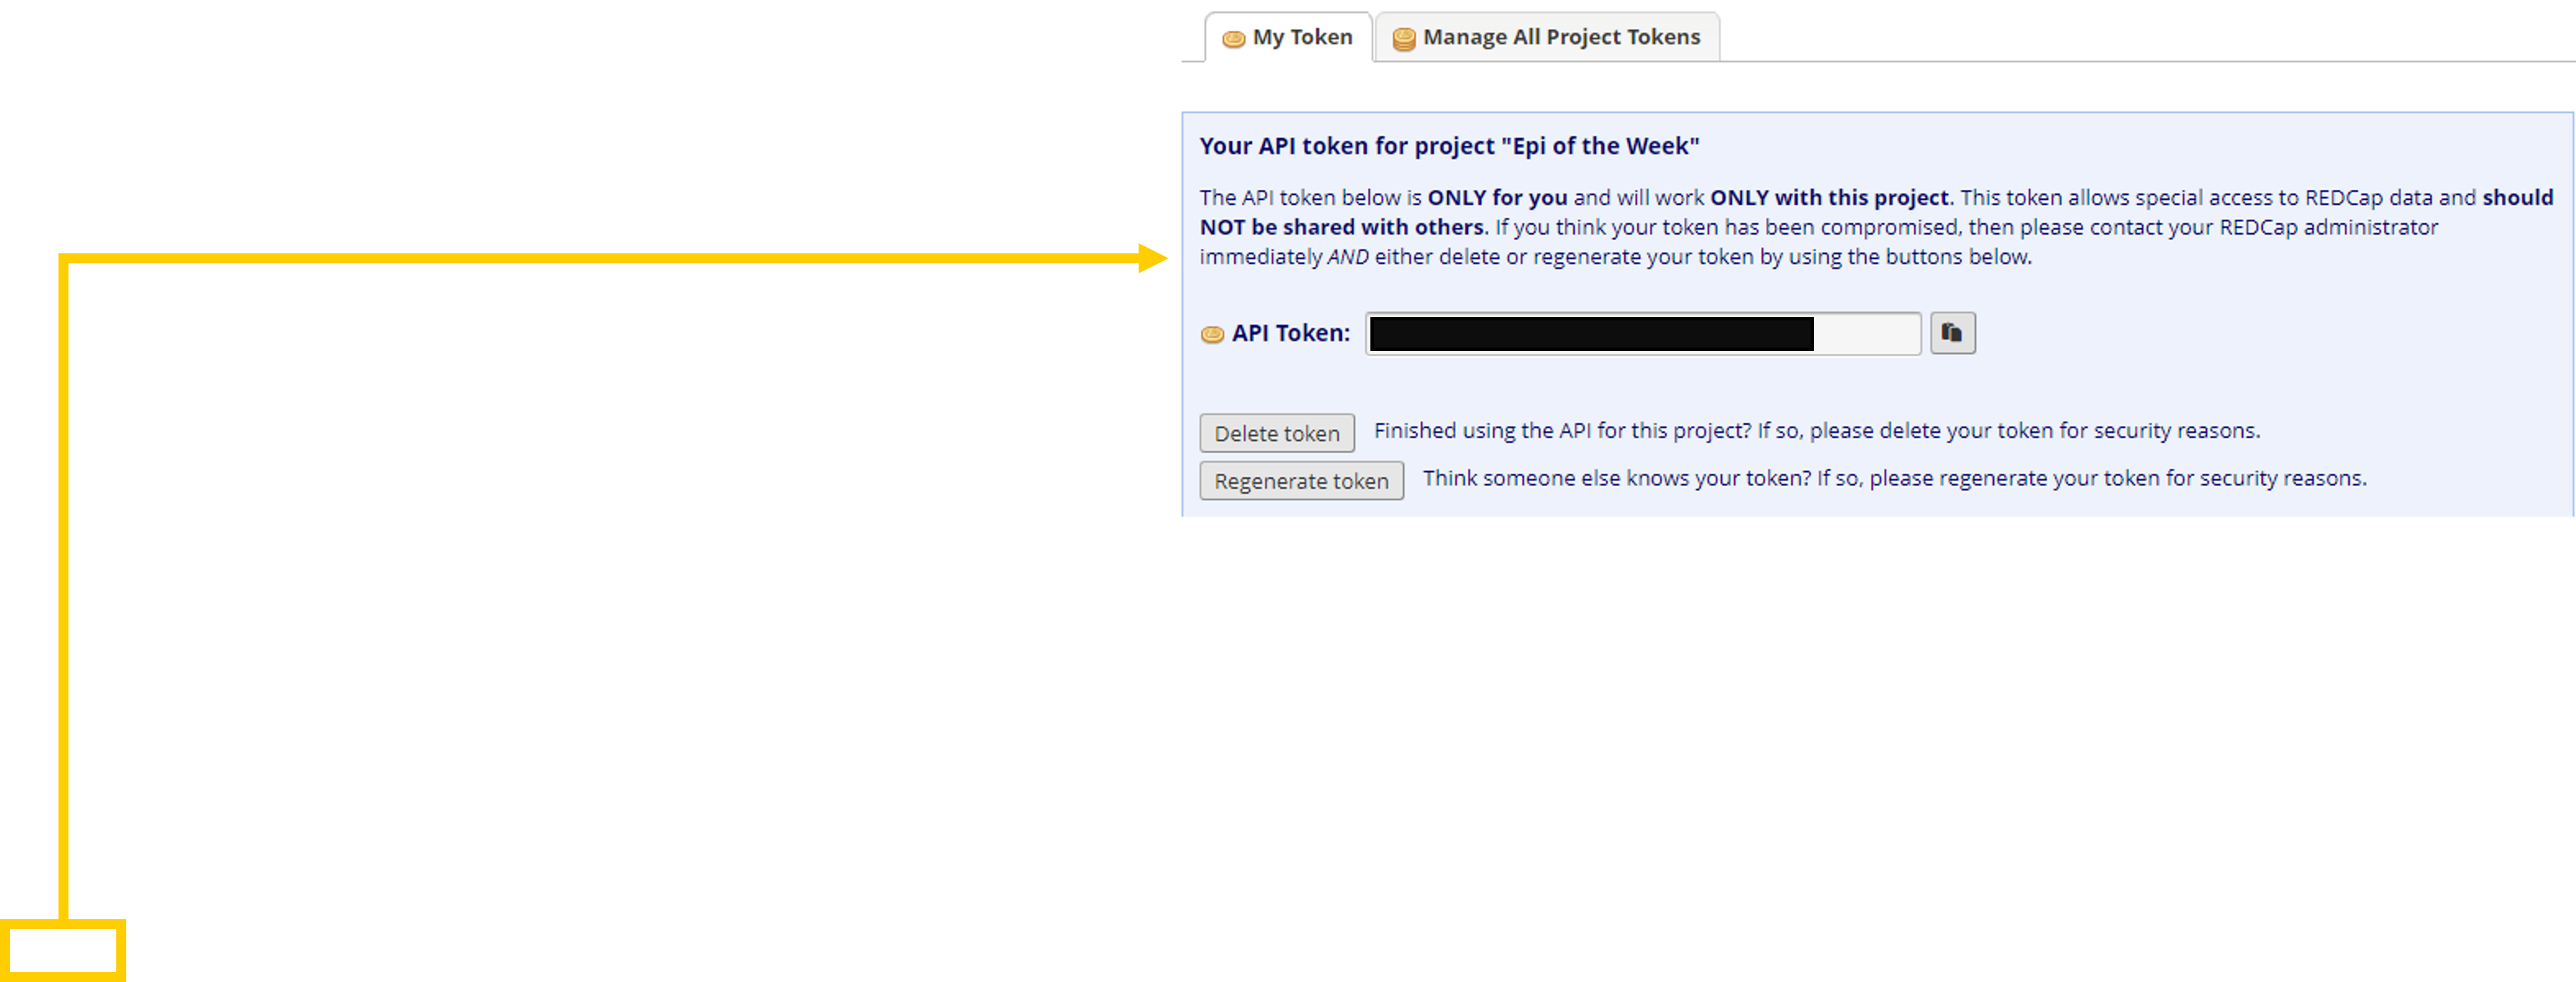 My Token
Manage All Project Tokens
Your API token for project "Epi of the Week"
The API token below is ONLY for you and will work ONLY with this project. This token allows special access to REDCap data and should
NOT be shared with others. If you think your token has been compromised, then please contact your REDCap administrator
immediately AND either delete or regenerate your token by using the buttons below.
API Token:
Delete token
Finished using the API for this project? If so, please delete your token for security reasons.
Regenerate token
Think someone else knows your token? If so, please regenerate your token for security reasons.